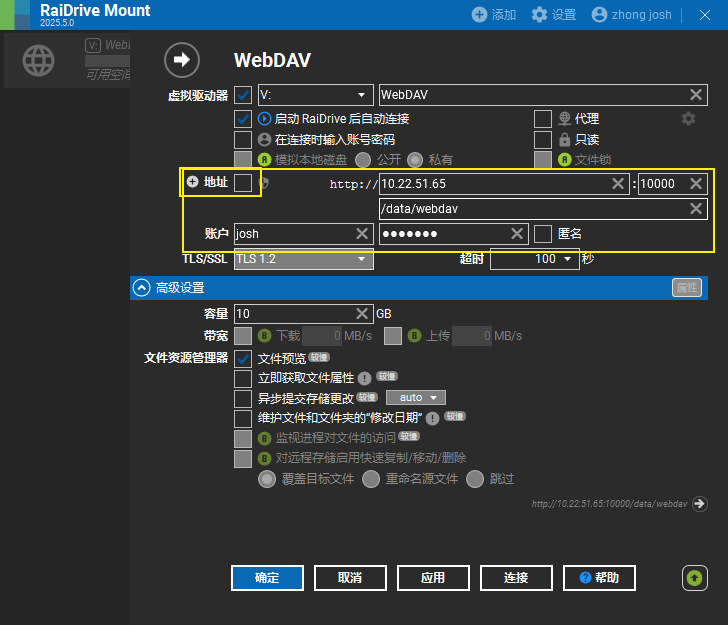 RaiDrive Mount
2025.5.0
添加 设置 zhong josh
V: WebI
可用空间
WebDAV
虚拟驱动器 V: WebDAV
启动 RaiDrive 后自动连接 代理
在连接时输入账号密码 只读
A 模拟本地磁盘 公开 私有 A 文件锁
地址 http:// 10.22.51.65 : 10000
/data/webdav
账户 josh ●●●●●●● 匿名
TLS/SSL TLS 1.2 超时 100 秒
高级设置 属性
容量 10 GB
带宽 B 下载 0 MB/s B 上传 0 MB/s
文件资源管理器 文件预览 较慢
立即获取文件属性 ! 较慢
异步提交存储更改 较慢 auto
维护文件和文件夹的“修改日期” ! 较慢
B 监视进程对文件的访问 较慢
B 对远程存储启用快速复制/移动/删除
覆盖目标文件 重命名源文件 跳过
http://10.22.51.65:10000/data/webdav
确定 取消 应用 连接 ? 帮助